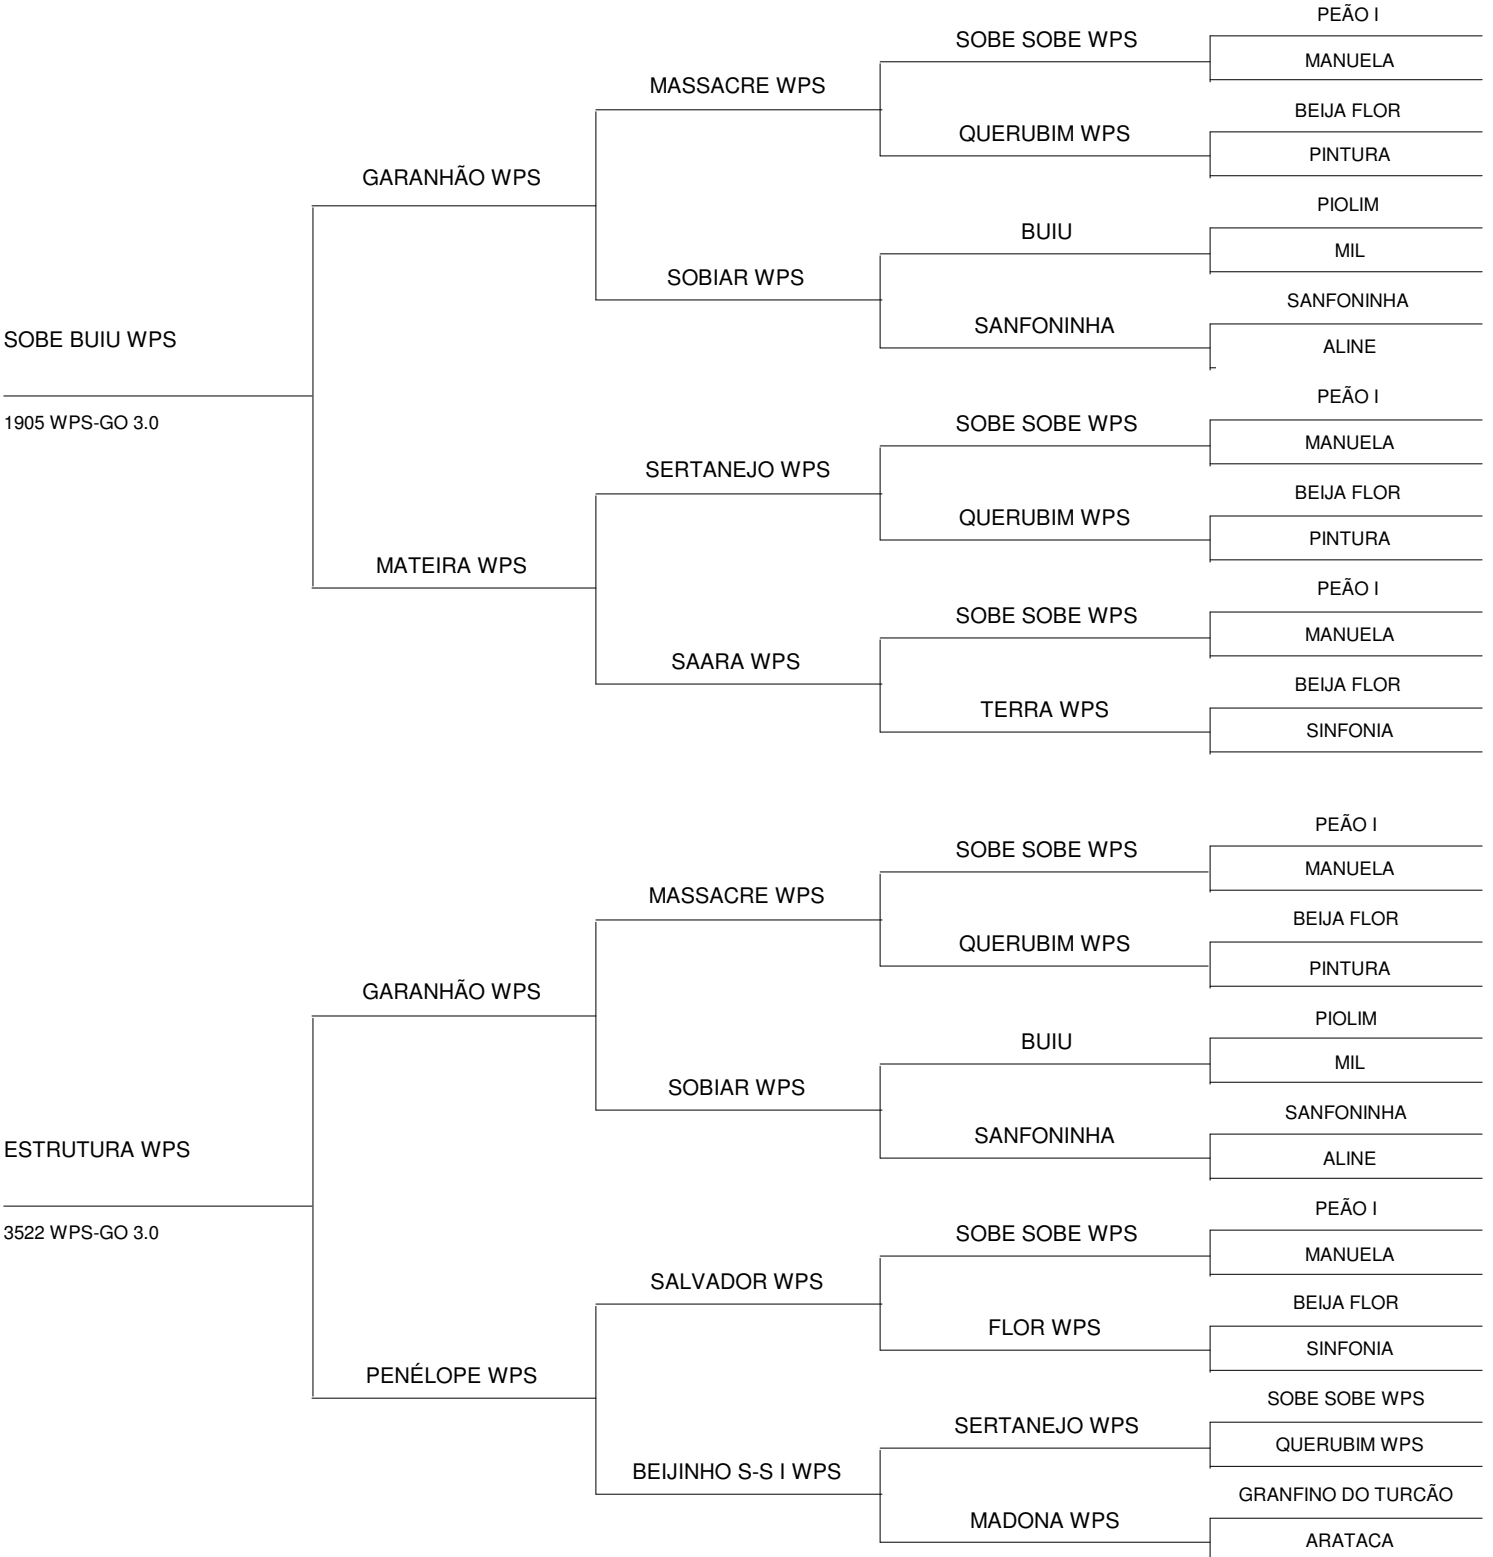 PEÃO I
SOBE SOBE WPS
MANUELA
MASSACRE WPS
BEIJA FLOR
QUERUBIM WPS
PINTURA
GARANHÃO WPS
PIOLIM
BUIU
MIL
SOBIAR WPS
SANFONINHA
SANFONINHA
ALINE
SOBE BUIU WPS
1905 WPS-GO 3.0
PEÃO I
SOBE SOBE WPS
MANUELA
SERTANEJO WPS
BEIJA FLOR
QUERUBIM WPS
PINTURA
MATEIRA WPS
PEÃO I
SOBE SOBE WPS
MANUELA
SAARA WPS
BEIJA FLOR
TERRA WPS
SINFONIA
PEÃO I
SOBE SOBE WPS
MANUELA
MASSACRE WPS
BEIJA FLOR
QUERUBIM WPS
PINTURA
GARANHÃO WPS
PIOLIM
BUIU
MIL
SOBIAR WPS
SANFONINHA
SANFONINHA
ALINE
ESTRUTURA WPS
3522 WPS-GO 3.0
PEÃO I
SOBE SOBE WPS
MANUELA
SALVADOR WPS
BEIJA FLOR
FLOR WPS
SINFONIA
PENÉLOPE WPS
SOBE SOBE WPS
SERTANEJO WPS
QUERUBIM WPS
BEIJINHO S-S I WPS
GRANFINO DO TURCÃO
MADONA WPS
ARATACA